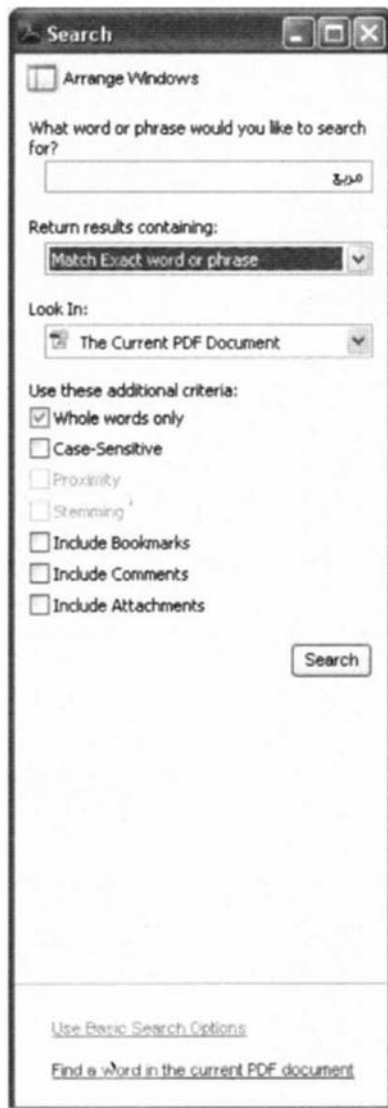 Search
Arrange Windows
What word or phrase would you like to search
for?
مربع
Return results containing:
Match Exact word or phrase
Look In:
The Current PDF Document
Use these additional criteria:
Whole words only
Case-Sensitive
Proximity
Stemming
Include Bookmarks
Include Comments
Include Attachments
Search
Use Basic Search Options
Find a word in the current PDF document